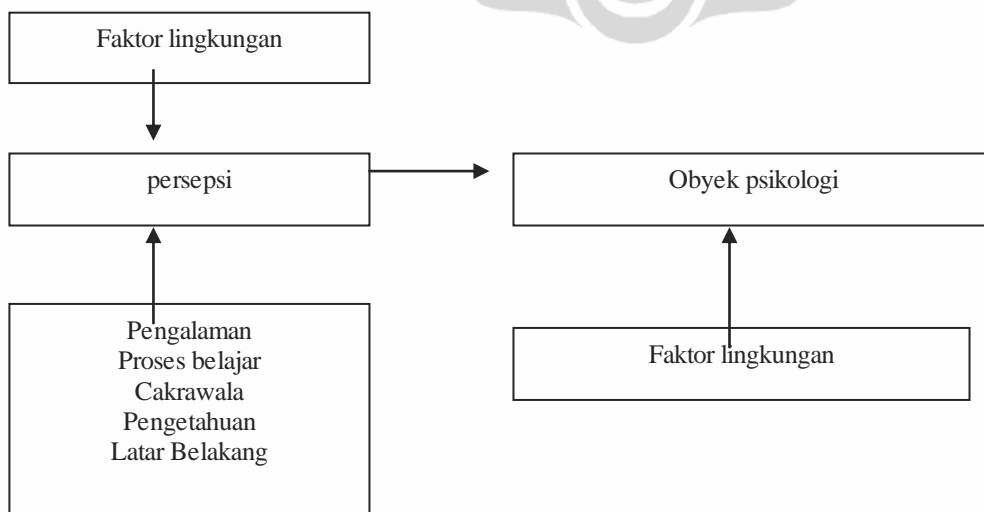 Faktor lingkungan
persepsi
Obyek psikologi
Pengalaman
Proses belajar
Cakrawala
Pengetahuan
Latar Belakang
Faktor lingkungan